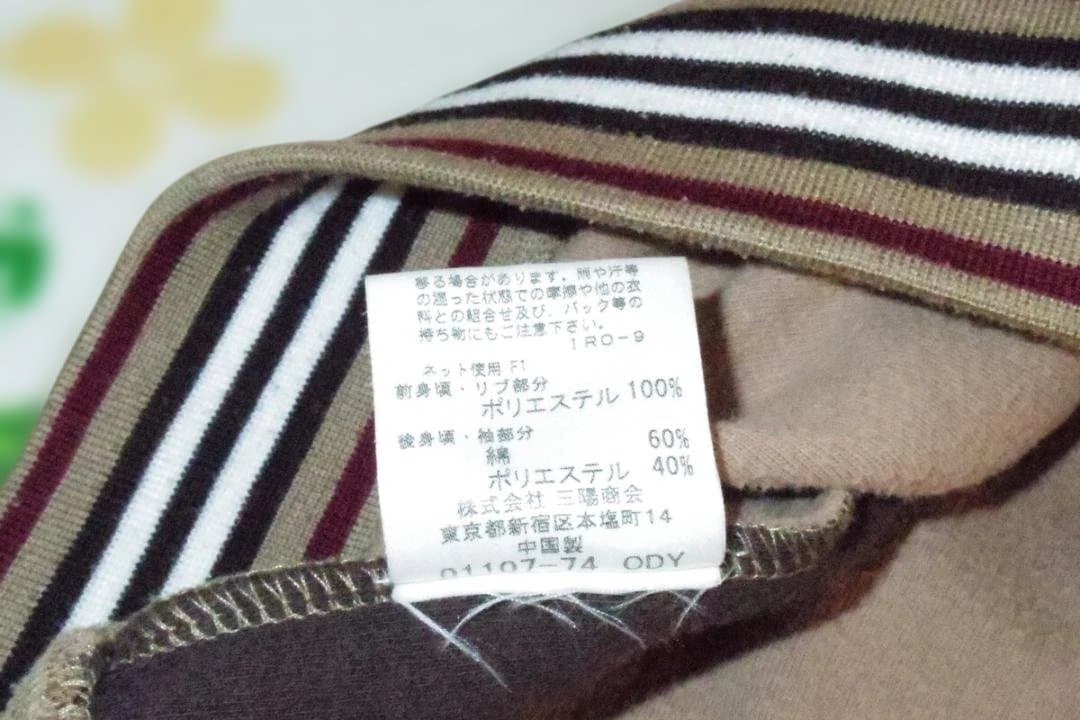 移る場合があります。雨や汗等
の湿った状態での摩擦や他の衣
料との組合せ及び、バック等の
持ち物にもご注意下さい。
IRO-9
ネット使用 F1
前身頃・リブ部分
ポリエステル 100%
後身頃・袖部分
綿 60%
ポリエステル 40%
株式会社 三陽商会
東京都新宿区本塩町14
中国製
01107-74 ODY